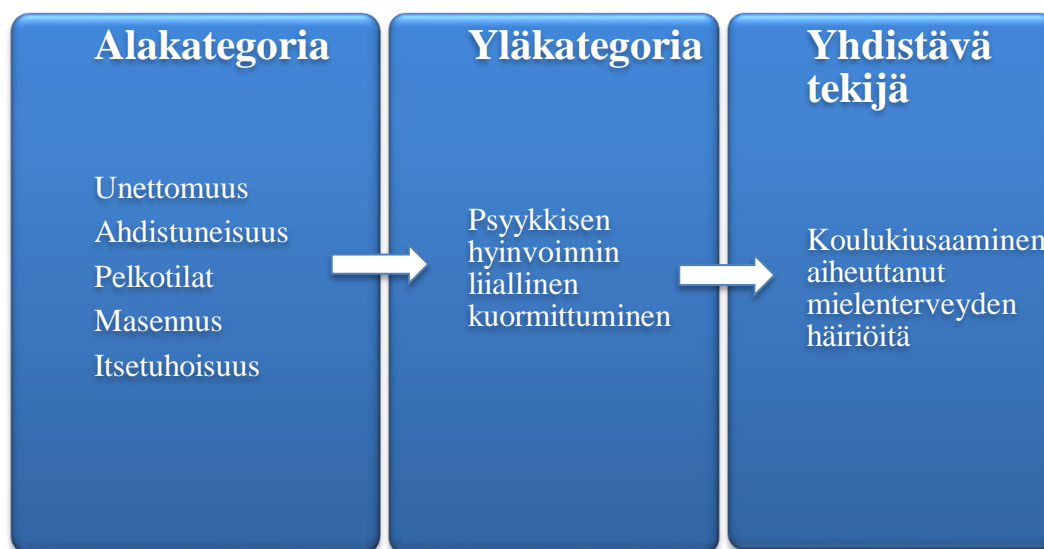 Alakategoria
Unettomuus
Ahdistuneisuus
Pelkotilat
Masennus
Itsetuhoisuus
Yläkategoria
Psyykkisen
hyinvoinnin
liiallinen
kuormittuminen
Yhdistävä
tekijä
Koulukiusaaminen
aiheuttanut
mielenterveyden
häiriöitä